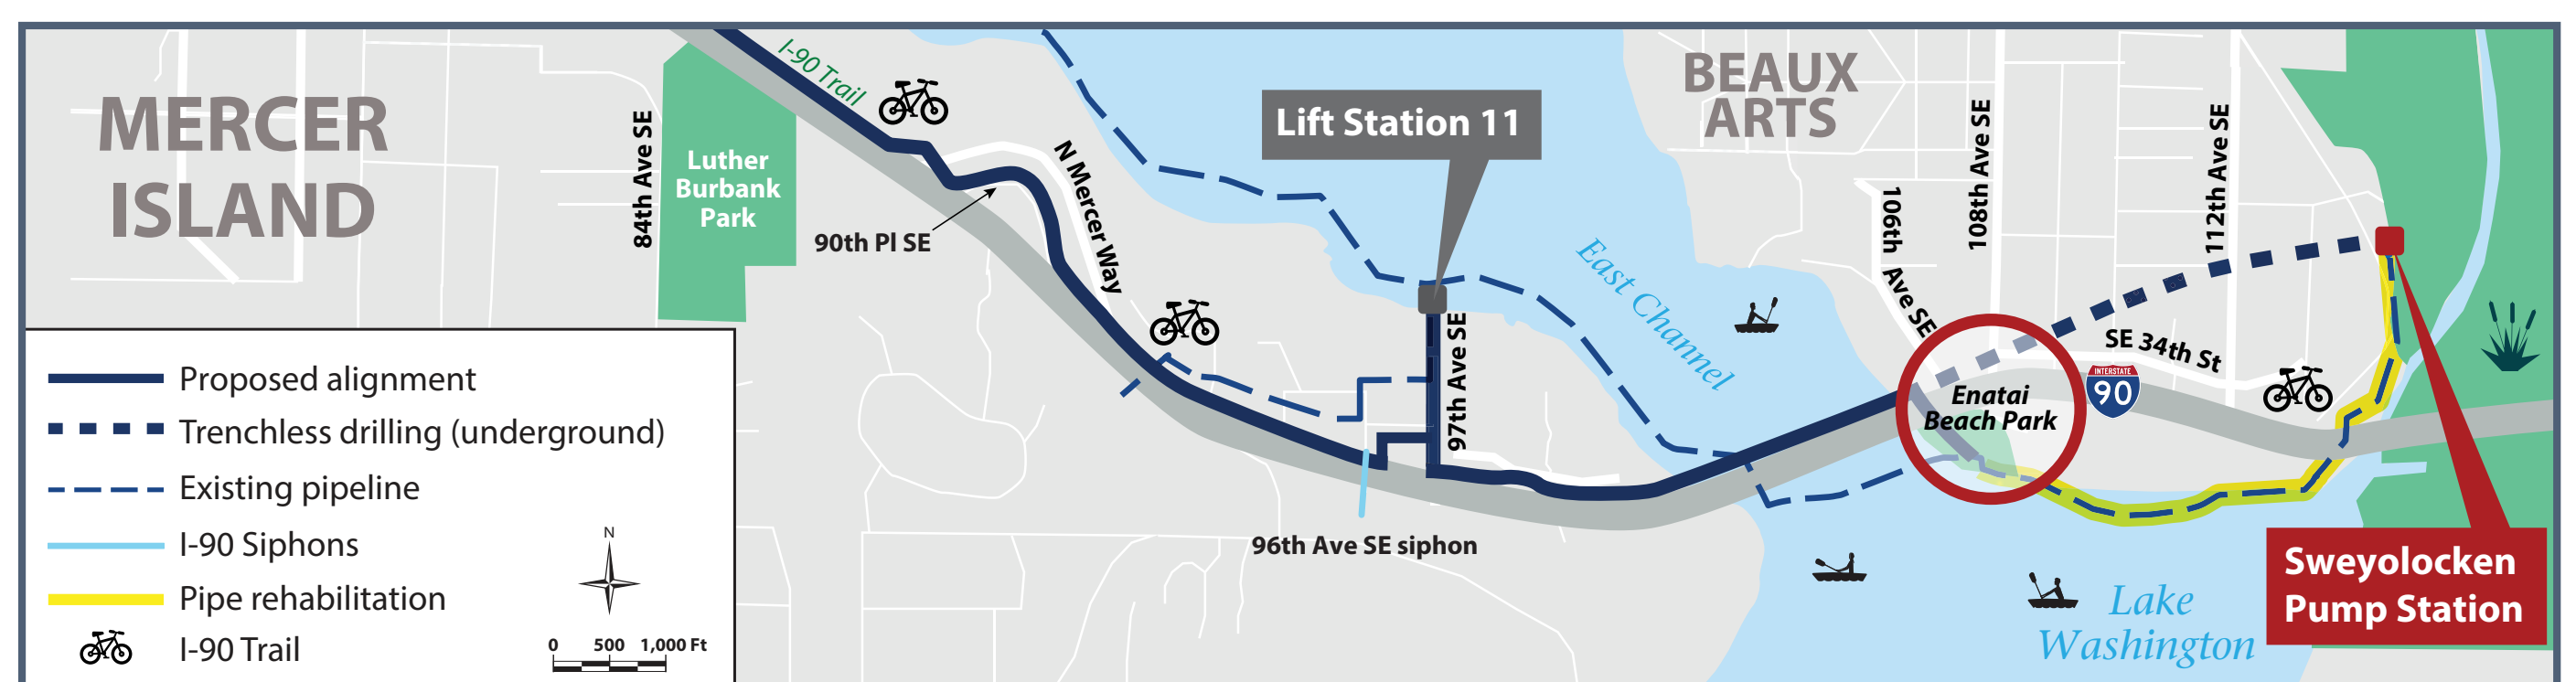 MERCER
ISLAND
84th Ave SE
Luther
Burbank
Park
I-90 Trail
90th Pl SE
N Mercer Way
Lift Station 11
97th Ave SE
96th Ave SE siphon
East Channel
BEAUX
ARTS
106th Ave SE
108th Ave SE
112th Ave SE
SE 34th St
Enatai
Beach Park
INTERSTATE
90
Sweyolocken
Pump Station
Lake
Washington
Proposed alignment
Trenchless drilling (underground)
Existing pipeline
I-90 Siphons
Pipe rehabilitation
I-90 Trail
N
0 500 1,000 Ft